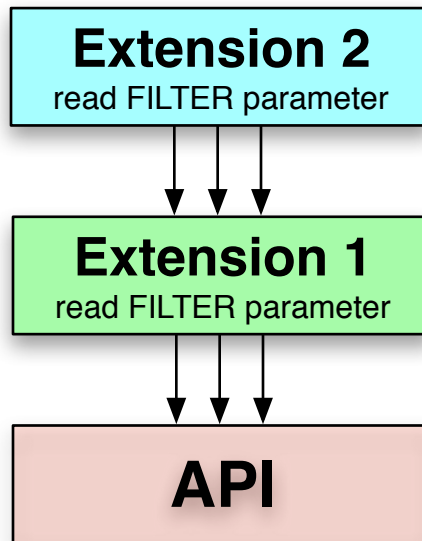 Extension 2
read FILTER parameter
Extension 1
read FILTER parameter
API